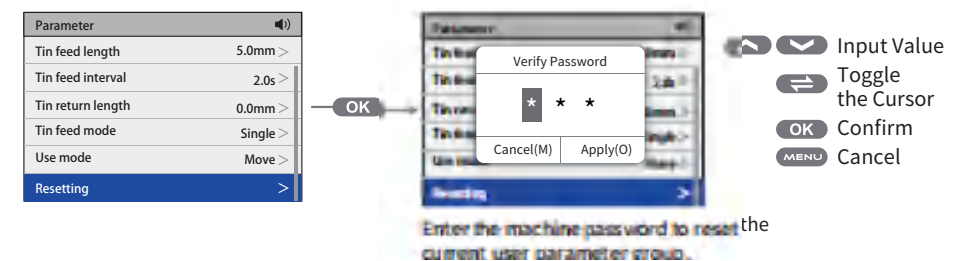 Parameter
Tin feed length 5.0mm >
Tin feed interval 2.0s >
Tin return length 0.0mm >
Tin feed mode Single >
Use mode Move >
Resetting >
OK
Parameter
Verify Password
* * *
Cancel(M) Apply(O)
Resetting >
Enter the machine password to reset the
current user parameter group.
Input Value
Toggle
the Cursor
OK Confirm
MENU Cancel